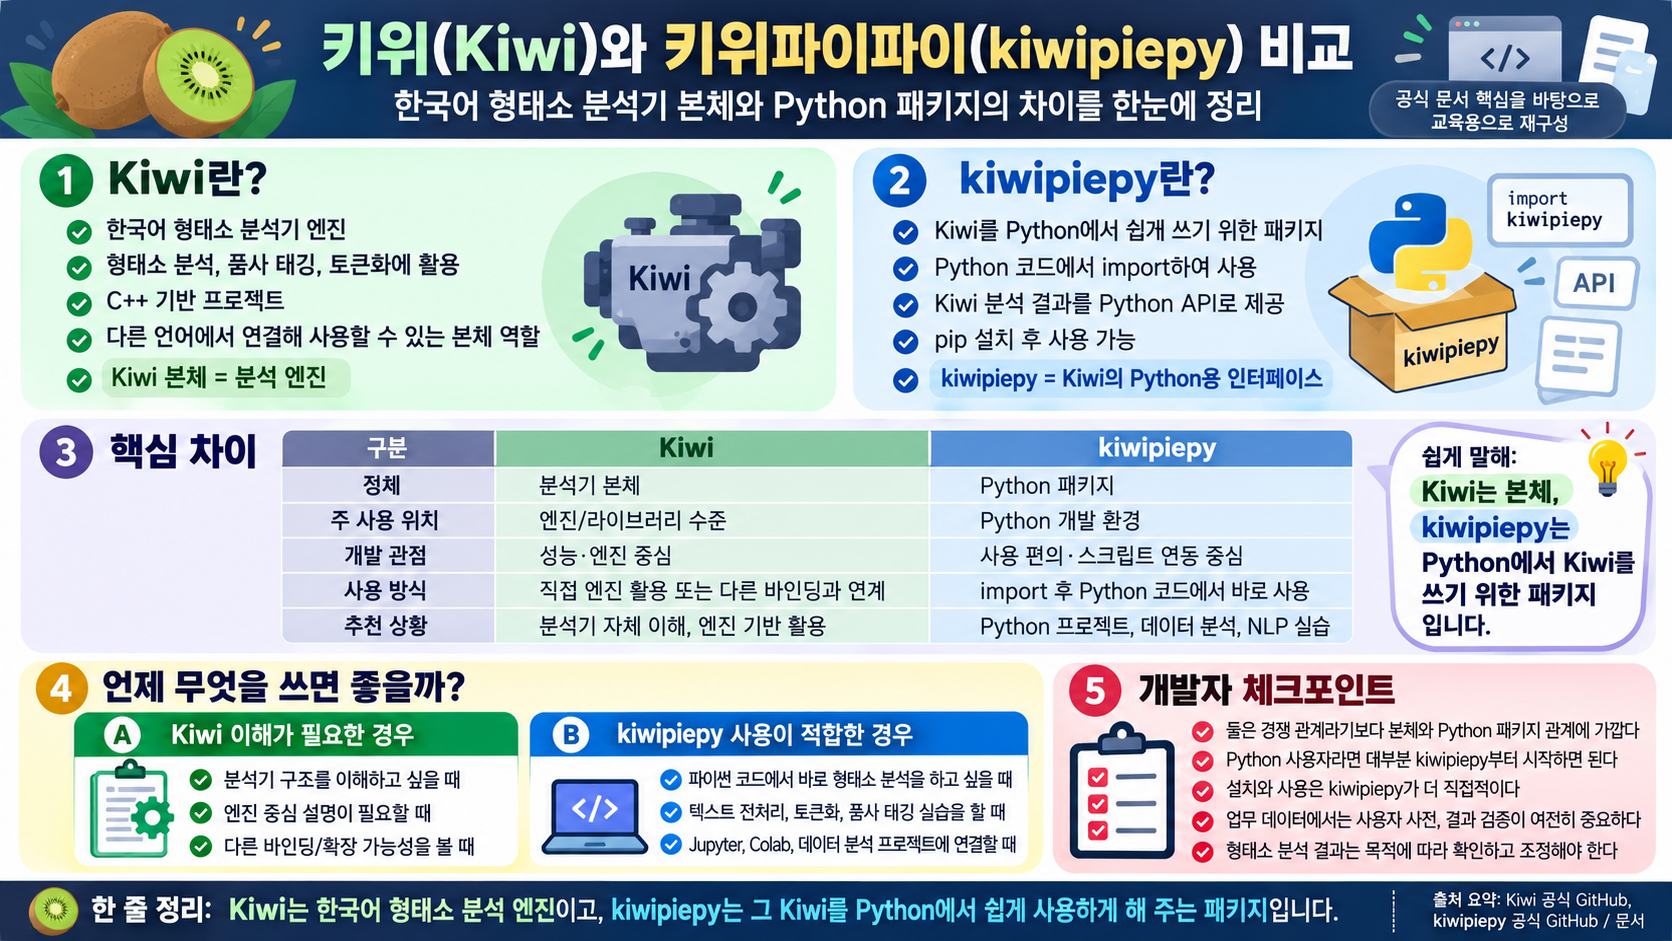 키위(Kiwi)와 키위파이파이(kiwipiepy) 비교
한국어 형태소 분석기 본체와 Python 패키지의 차이를 한눈에 정리
</>
공식 문서 핵심을 바탕으로
교육용으로 재구성
1 Kiwi란?
한국어 형태소 분석기 엔진
형태소 분석, 품사 태깅, 토큰화에 활용
C++ 기반 프로젝트
다른 언어에서 연결해 사용할 수 있는 본체 역할
Kiwi 본체 = 분석 엔진
Kiwi
2 kiwipiepy란?
Kiwi를 Python에서 쉽게 쓰기 위한 패키지
Python 코드에서 import하여 사용
Kiwi 분석 결과를 Python API로 제공
pip 설치 후 사용 가능
kiwipiepy = Kiwi의 Python용 인터페이스
import
kiwipiepy
API
kiwipiepy
3 핵심 차이
구분 Kiwi kiwipiepy
정체 분석기 본체 Python 패키지
주 사용 위치 엔진/라이브러리 수준 Python 개발 환경
개발 관점 성능·엔진 중심 사용 편의·스크립트 연동 중심
사용 방식 직접 엔진 활용 또는 다른 바인딩과 연계 import 후 Python 코드에서 바로 사용
추천 상황 분석기 자체 이해, 엔진 기반 활용 Python 프로젝트, 데이터 분석, NLP 실습
쉽게 말해:
Kiwi는 본체,
kiwipiepy는
Python에서 Kiwi를
쓰기 위한 패키지
입니다.
4 언제 무엇을 쓰면 좋을까?
A Kiwi 이해가 필요한 경우
분석기 구조를 이해하고 싶을 때
엔진 중심 설명이 필요할 때
다른 바인딩/확장 가능성을 볼 때
B kiwipiepy 사용이 적합한 경우
</>
파이썬 코드에서 바로 형태소 분석을 하고 싶을 때
텍스트 전처리, 토큰화, 품사 태깅 실습을 할 때
Jupyter, Colab, 데이터 분석 프로젝트에 연결할 때
5 개발자 체크포인트
둘은 경쟁 관계라기보다 본체와 Python 패키지 관계에 가깝다
Python 사용자라면 대부분 kiwipiepy부터 시작하면 된다
설치와 사용은 kiwipiepy가 더 직접적이다
업무 데이터에서는 사용자 사전, 결과 검증이 여전히 중요하다
형태소 분석 결과는 목적에 따라 확인하고 조정해야 한다
한 줄 정리: Kiwi는 한국어 형태소 분석 엔진이고, kiwipiepy는 그 Kiwi를 Python에서 쉽게 사용하게 해 주는 패키지입니다.
출처 요약: Kiwi 공식 GitHub,
kiwipiepy 공식 GitHub / 문서